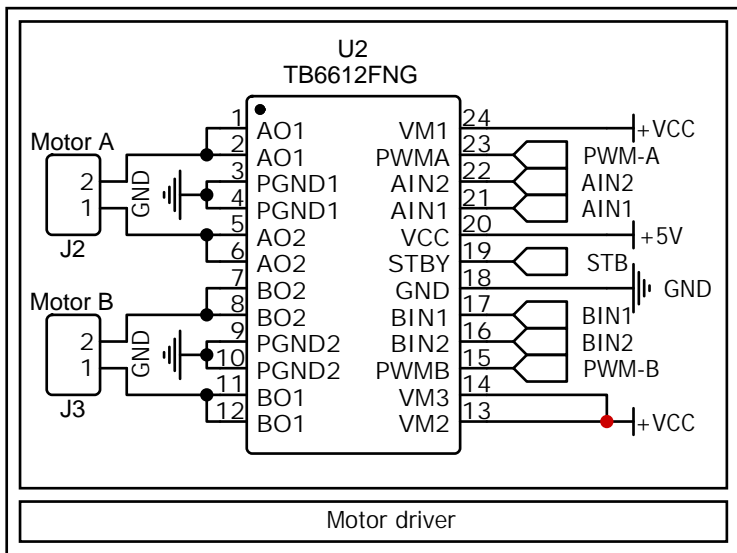 U2
TB6612FNG
Motor A
2
1
GND
J2
Motor B
2
1
GND
J3
1 AO1 VM1 24 +VCC
2 AO1 PWMA 23 PWM-A
3 PGND1 AIN2 22 AIN2
4 PGND1 AIN1 21 AIN1
5 AO2 VCC 20 +5V
6 AO2 STBY 19 STB
7 BO2 GND 18 GND
8 BO2 BIN1 17 BIN1
9 PGND2 BIN2 16 BIN2
10 PGND2 PWMB 15 PWM-B
11 BO1 VM3 14
12 BO1 VM2 13 +VCC
Motor driver